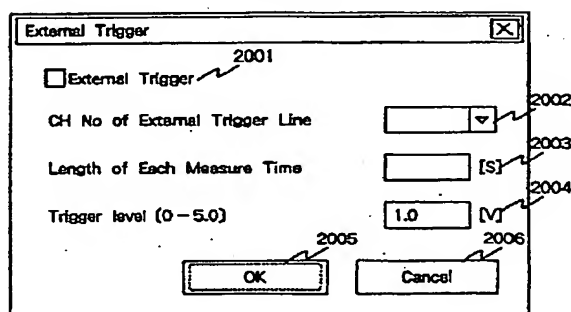 External Trigger
2001
External Trigger
2002
CH No of External Trigger Line
2003
Length of Each Measure Time [S]
2004
Trigger level (0-5.0) 1.0 [V]
2005 2006
OK Cancel